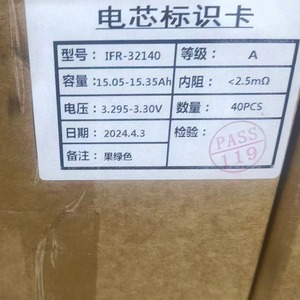 电芯标识卡
型号： IFR-32140 等级： A
容量： 15.05-15.35Ah 内阻： <2.5mΩ
电压： 3.295-3.30V 数量： 40PCS
日期： 2024.4.3 检验：
PASS
119
备注： 果绿色